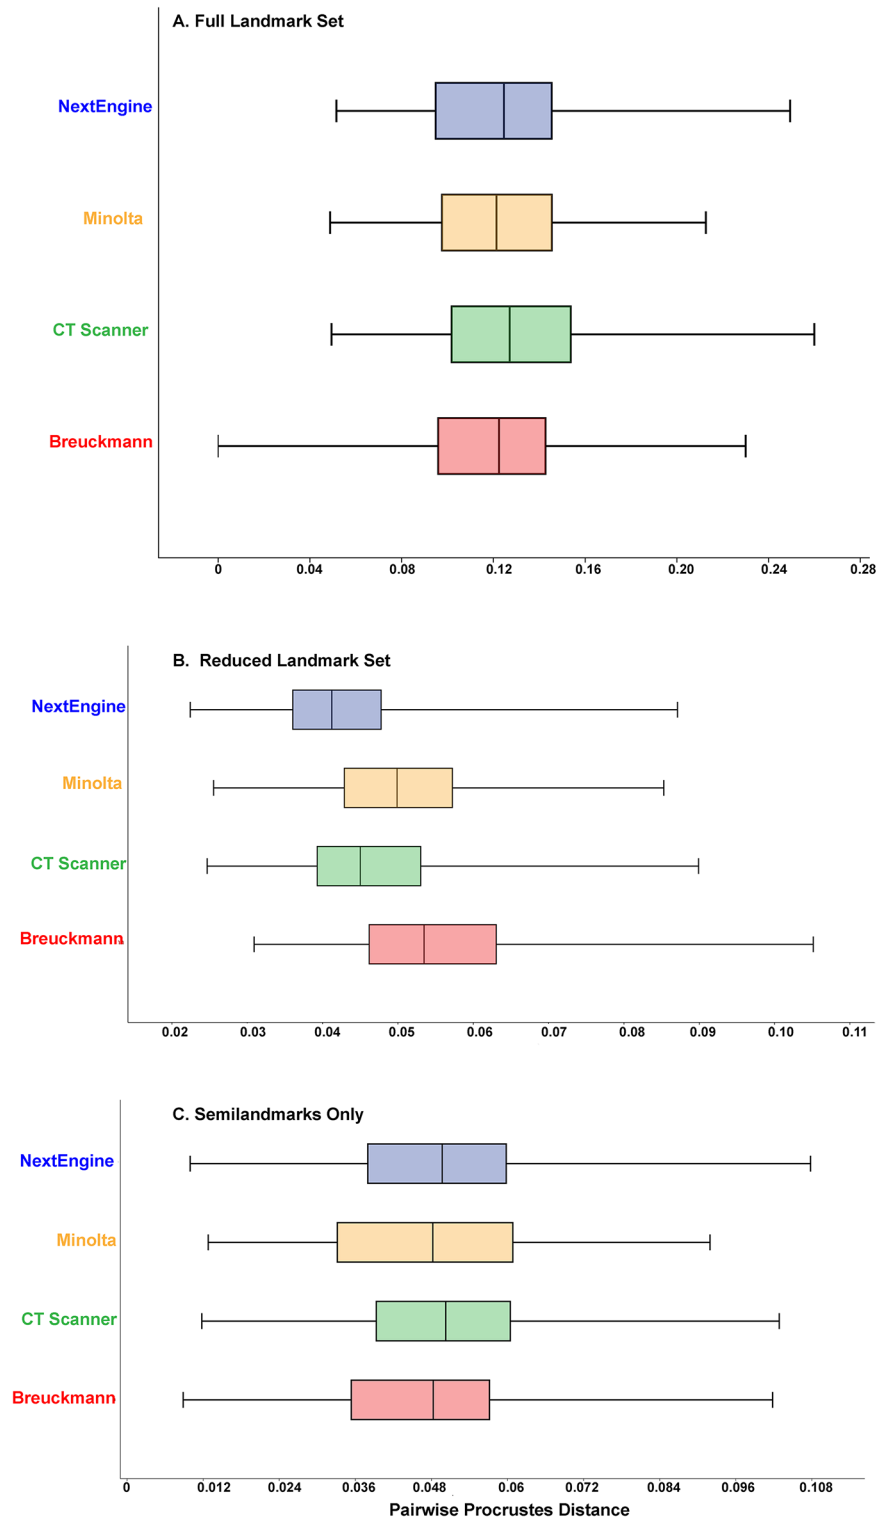 A. Full Landmark Set
NextEngine
Minolta
CT Scanner
Breuckmann
0 0.04 0.08 0.12 0.16 0.20 0.24 0.28
B. Reduced Landmark Set
NextEngine
Minolta
CT Scanner
Breuckmann
0.02 0.03 0.04 0.05 0.06 0.07 0.08 0.09 0.10 0.11
C. Semilandmarks Only
NextEngine
Minolta
CT Scanner
Breuckmann
0 0.012 0.024 0.036 0.048 0.06 0.072 0.084 0.096 0.108
Pairwise Procrustes Distance